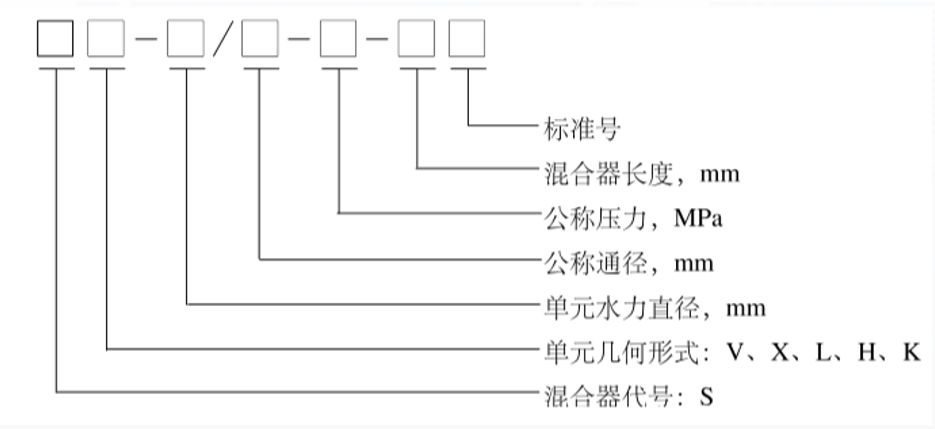 □□-□/□-□-□□
标准号
混合器长度，mm
公称压力，MPa
公称通径，mm
单元水力直径，mm
单元几何形式：V、X、L、H、K
混合器代号：S